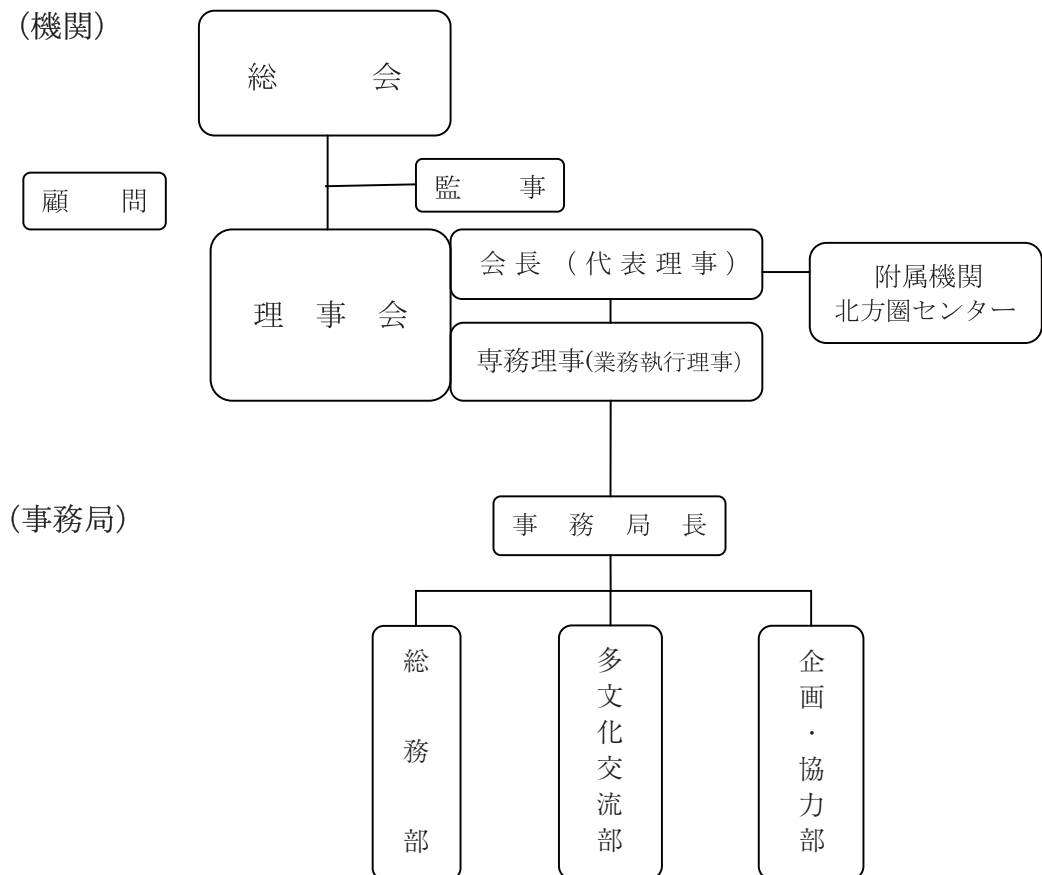 (機関)
総会
監事
顧問
理事会
会長(代表理事)
附属機関
北方圏センター
専務理事(業務執行理事)
(事務局)
事務局長
総務部
多文化交流部
企画・協力部